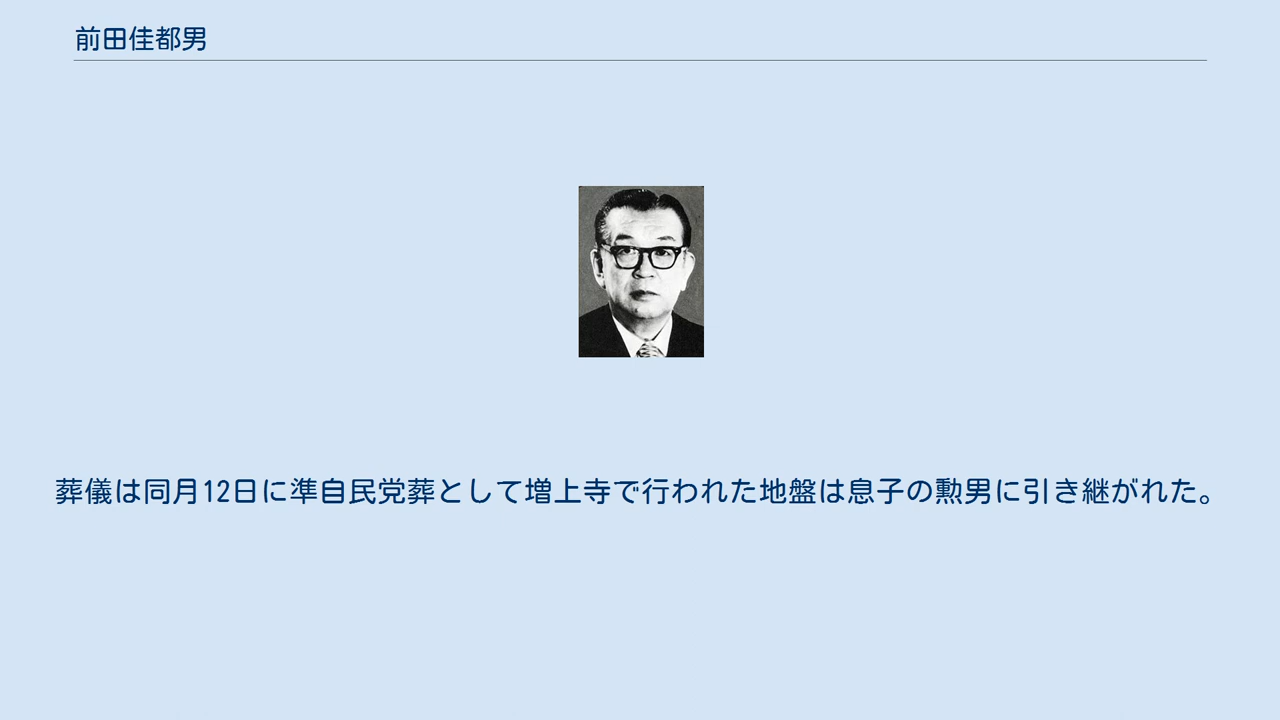 前田佳都男
葬儀は同月12日に準自民党葬として増上寺で行われた地盤は息子の勲男に引き継がれた。